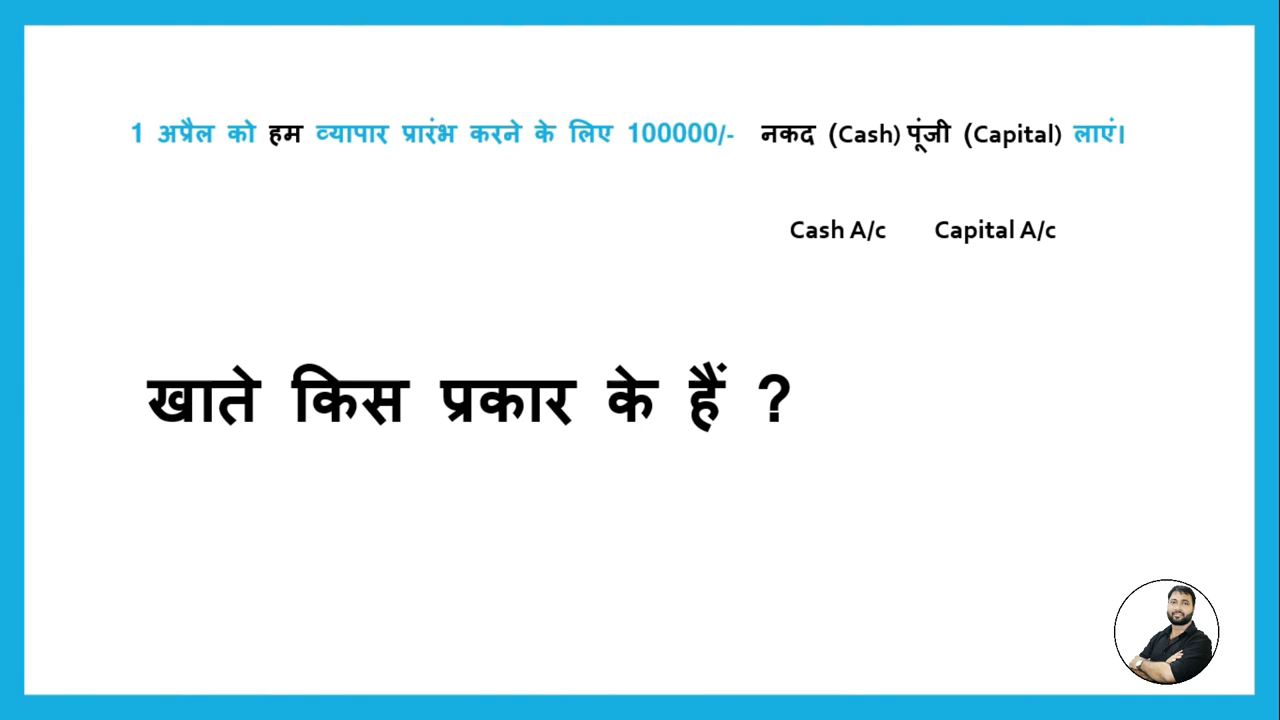 1 अप्रैल को हम व्यापार प्रारंभ करने के लिए 100000/- नकद (Cash) पूंजी (Capital) लाएं।
Cash A/c Capital A/c
खाते किस प्रकार के हैं ?